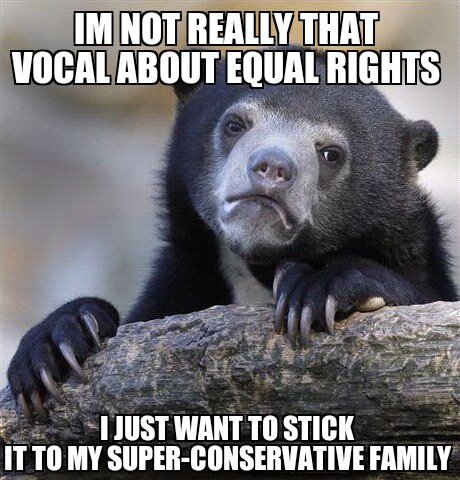 IM NOT REALLY THAT
VOCAL ABOUT EQUAL RIGHTS
I JUST WANT TO STICK
IT TO MY SUPER-CONSERVATIVE FAMILY